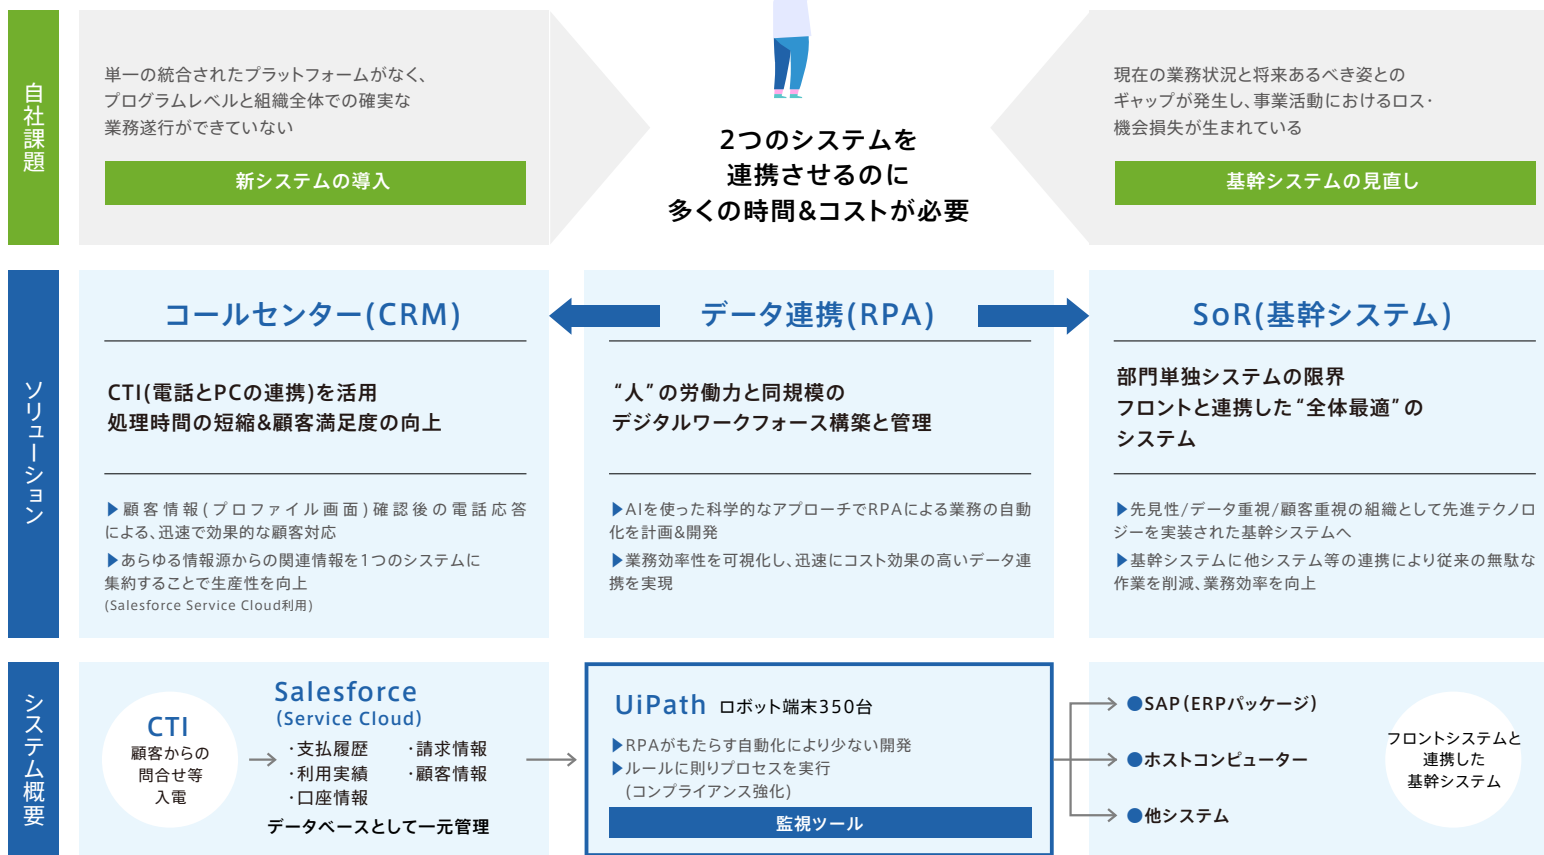 自社課題
単一の統合されたプラットフォームがなく、
プログラムレベルと組織全体での確実な
業務遂行ができていない
新システムの導入
2つのシステムを
連携させるのに
多くの時間&コストが必要
現在の業務状況と将来あるべき姿との
ギャップが発生し、事業活動におけるロス・
機会損失が生まれている
基幹システムの見直し
ソリューション
コールセンター(CRM)
CTI(電話とPCの連携)を活用
処理時間の短縮&顧客満足度の向上
▶顧客情報(プロファイル画面)確認後の電話応答
による、迅速で効果的な顧客対応
▶あらゆる情報源からの関連情報を1つのシステムに
集約することで生産性を向上
(Salesforce Service Cloud利用)
データ連携(RPA)
“人”の労働力と同規模の
デジタルワークフォース構築と管理
▶AIを使った科学的なアプローチでRPAによる業務の自動
化を計画&開発
▶業務効率性を可視化し、迅速にコスト効果の高いデータ連
携を実現
SoR(基幹システム)
部門単独システムの限界
フロントと連携した“全体最適”の
システム
▶先見性/データ重視/顧客重視の組織として先進テクノロ
ジーを実装された基幹システムへ
▶基幹システムに他システム等の連携により従来の無駄な
作業を削減、業務効率を向上
システム概要
CTI
顧客からの
問合せ等
入電
Salesforce
(Service Cloud)
・支払履歴 ・請求情報
・利用実績 ・顧客情報
・口座情報
データベースとして一元管理
UiPath ロボット端末350台
▶RPAがもたらす自動化により少ない開発
▶ルールに則りプロセスを実行
(コンプライアンス強化)
監視ツール
●SAP(ERPパッケージ)
●ホストコンピューター
●他システム
フロントシステムと
連携した
基幹システム